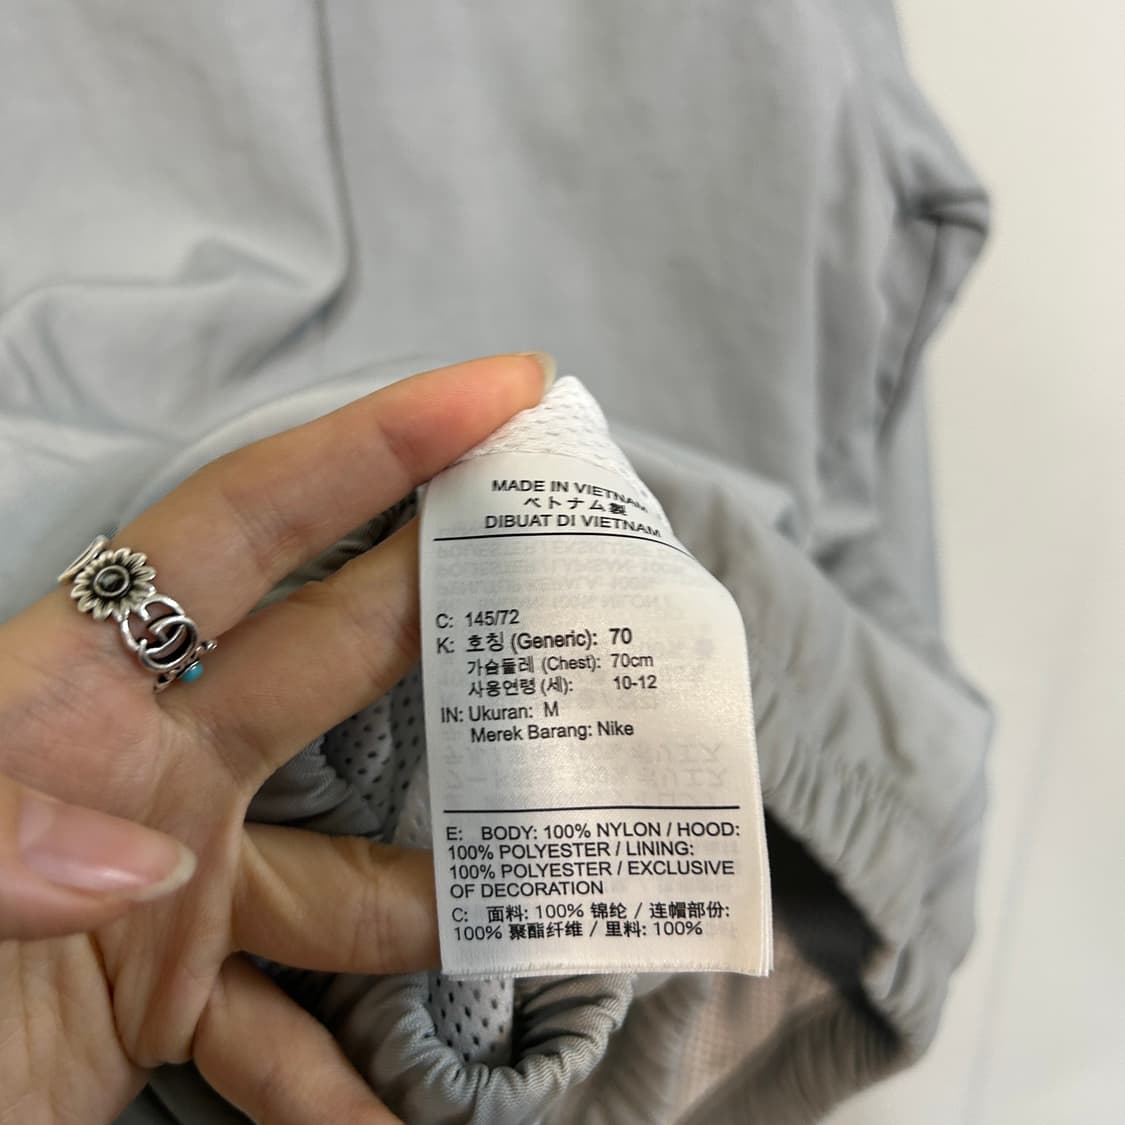 MADE IN VIETNAM
ベトナム製
DIBUAT DI VIETNAM
C: 145/72
K: 호칭 (Generic): 70
가슴둘레 (Chest): 70cm
사용연령 (세): 10-12
IN: Ukuran: M
Merek Barang: Nike
E: BODY: 100% NYLON / HOOD:
100% POLYESTER / LINING:
100% POLYESTER / EXCLUSIVE
OF DECORATION
C: 面料: 100% 锦纶 / 连帽部份:
100% 聚酯纤维 / 里料: 100%